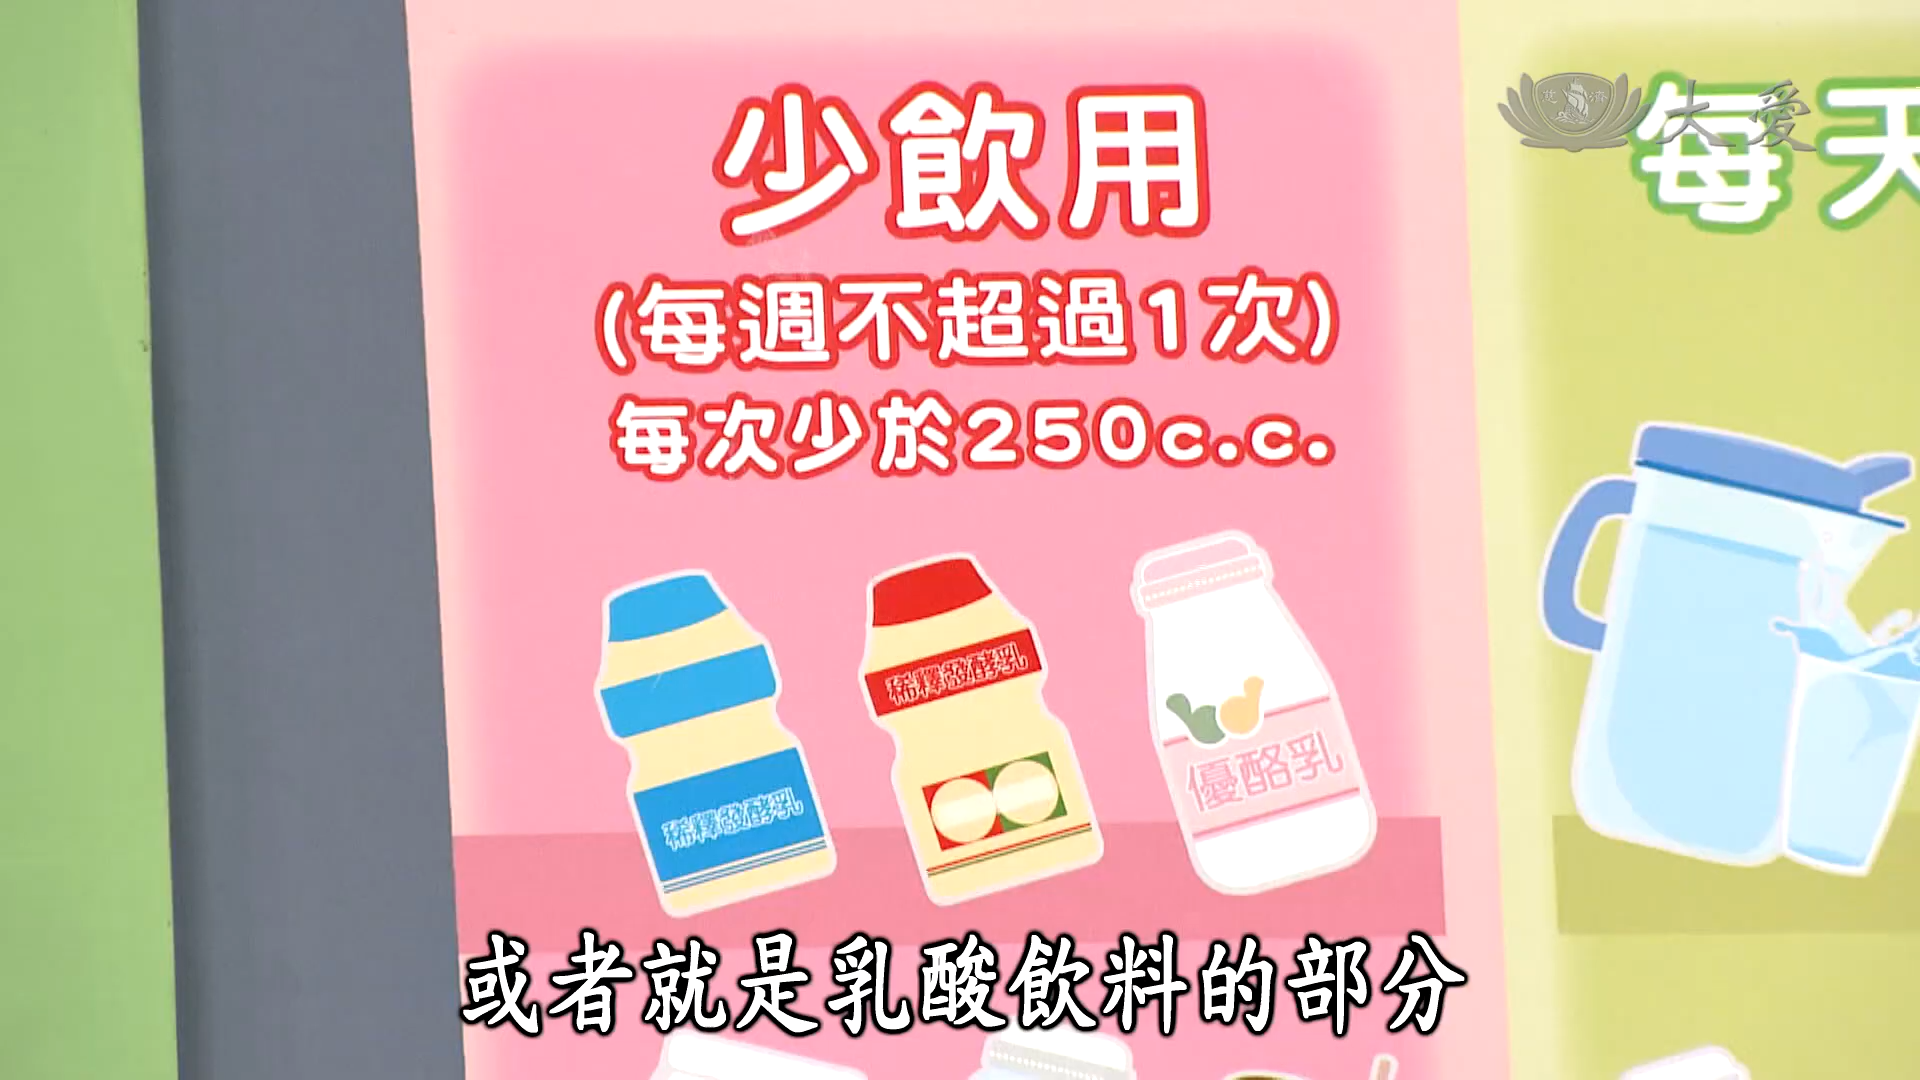 少飲用
(每週不超過1次)
每次少於250c.c.
稀釋發酵乳
稀釋發酵乳
優酪乳
每天
慈濟
大愛
或者就是乳酸飲料的部分